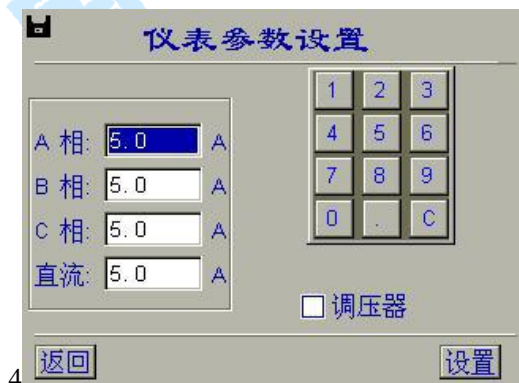 仪表参数设置
1 2 3
A 相: 5.0 A
4 5 6
B 相: 5.0 A
7 8 9
C 相: 5.0 A
0 . C
直流: 5.0 A
调压器
4 返回 设置